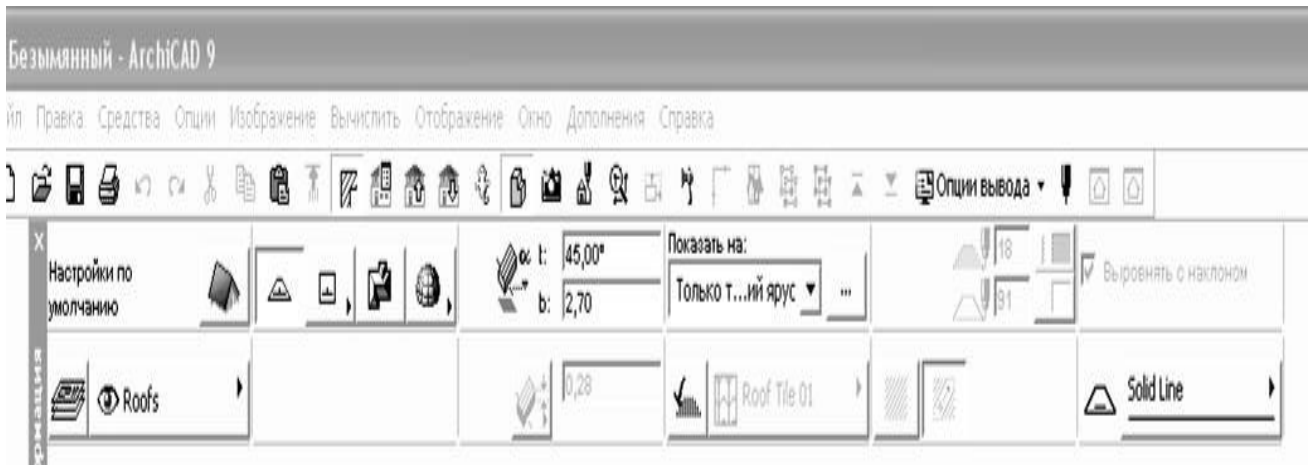 Безымянный - ArchiCAD 9
йл Правка Средства Опции Изображение Вычислить Отображение Окно Дополнения Справка
Опции вывода
X
Настройки по
умолчанию
α t: 45,00°
b: 2,70
Показать на:
Только т...ий ярус
...
18
91
Выровнять с наклоном
Roofs
0,28
Roof Tile 01
Solid Line
рмация